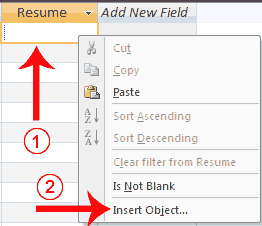 Resume Add New Field
Cut
Copy
Paste
Sort Ascending
Sort Descending
Clear filter from Resume
Is Not Blank
Insert Object...
1
2